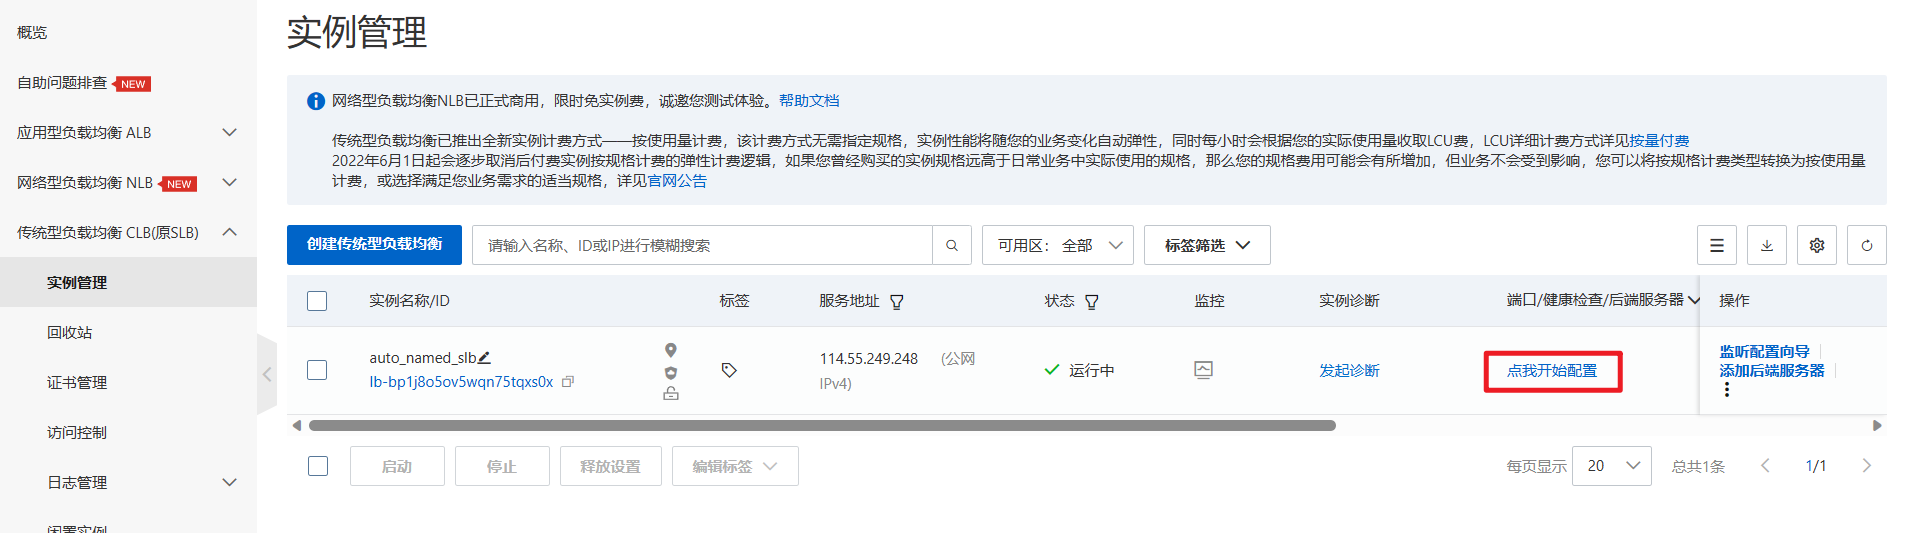 概览
自助问题排查 NEW
应用型负载均衡 ALB
网络型负载均衡 NLB NEW
传统型负载均衡 CLB(原SLB)
实例管理
回收站
证书管理
访问控制
日志管理
闲置实例
实例管理
网络型负载均衡NLB已正式商用，限时免实例费，诚邀您测试体验。帮助文档
传统型负载均衡已推出全新实例计费方式——按使用量计费，该计费方式无需指定规格，实例性能将随您的业务变化自动弹性，同时每小时会根据您的实际使用量收取LCU费，LCU详细计费方式详见按量付费
2022年6月1日起会逐步取消后付费实例按规格计费的弹性计费逻辑，如果您曾经购买的实例规格远高于日常业务中实际使用的规格，那么您的规格费用可能会有所增加，但业务不会受到影响，您可以将按规格计费类型转换为按使用量
计费，或选择满足您业务需求的适当规格，详见官网公告
创建传统型负载均衡
请输入名称、ID或IP进行模糊搜索
可用区： 全部
标签筛选
实例名称/ID 标签 服务地址 状态 监控 实例诊断 端口/健康检查/后端服务器 操作
auto_named_slb
lb-bp1j8o5ov5wqn75tqxs0x
114.55.249.248 (公网
IPv4)
运行中
发起诊断
点我开始配置
监听配置向导
添加后端服务器
启动 停止 释放设置 编辑标签
每页显示 20 总共1条 1/1